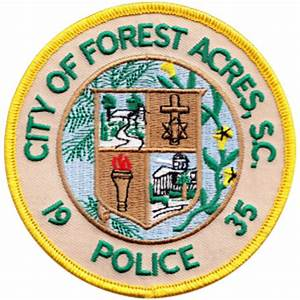 CITY OF FOREST ACRES, S.C.
19 35
POLICE